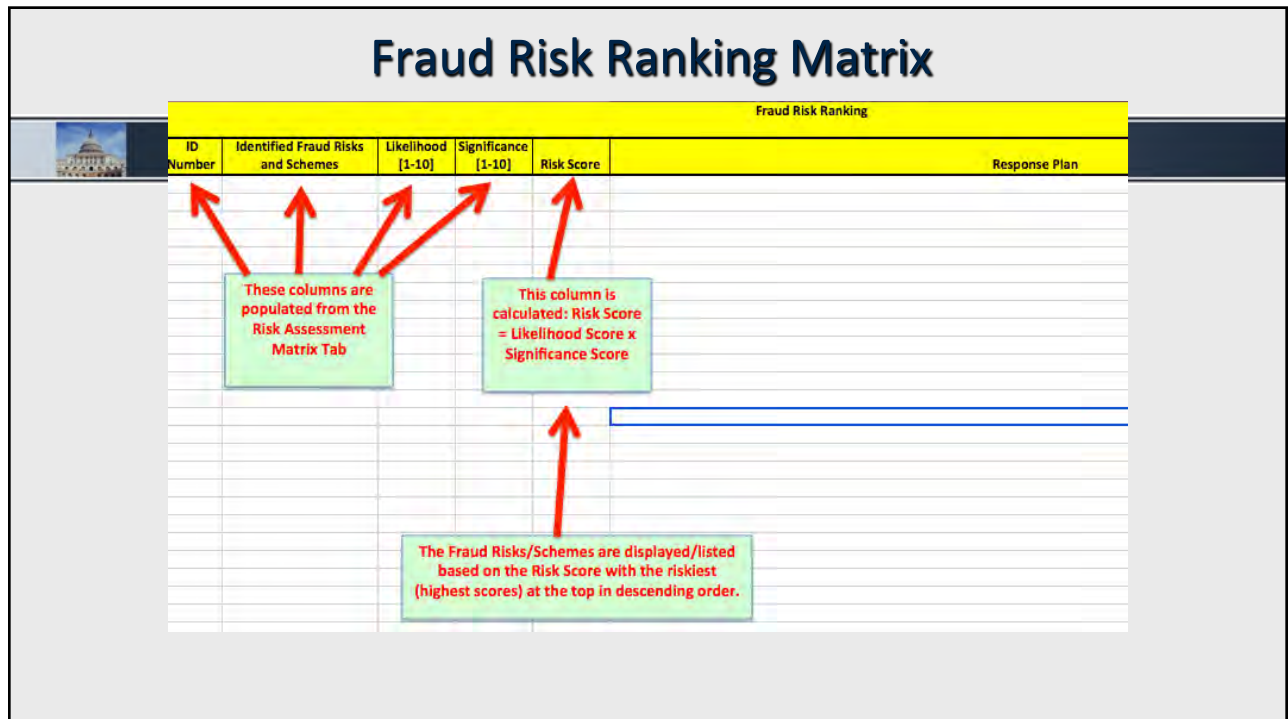 Fraud Risk Ranking Matrix
Fraud Risk Ranking
ID
Number
Identified Fraud Risks
and Schemes
Likelihood
[1-10]
Significance
[1-10]
Risk Score
Response Plan
These columns are
populated from the
Risk Assessment
Matrix Tab
This column is
calculated: Risk Score
= Likelihood Score x
Significance Score
The Fraud Risks/Schemes are displayed/listed
based on the Risk Score with the riskiest
(highest scores) at the top in descending order.